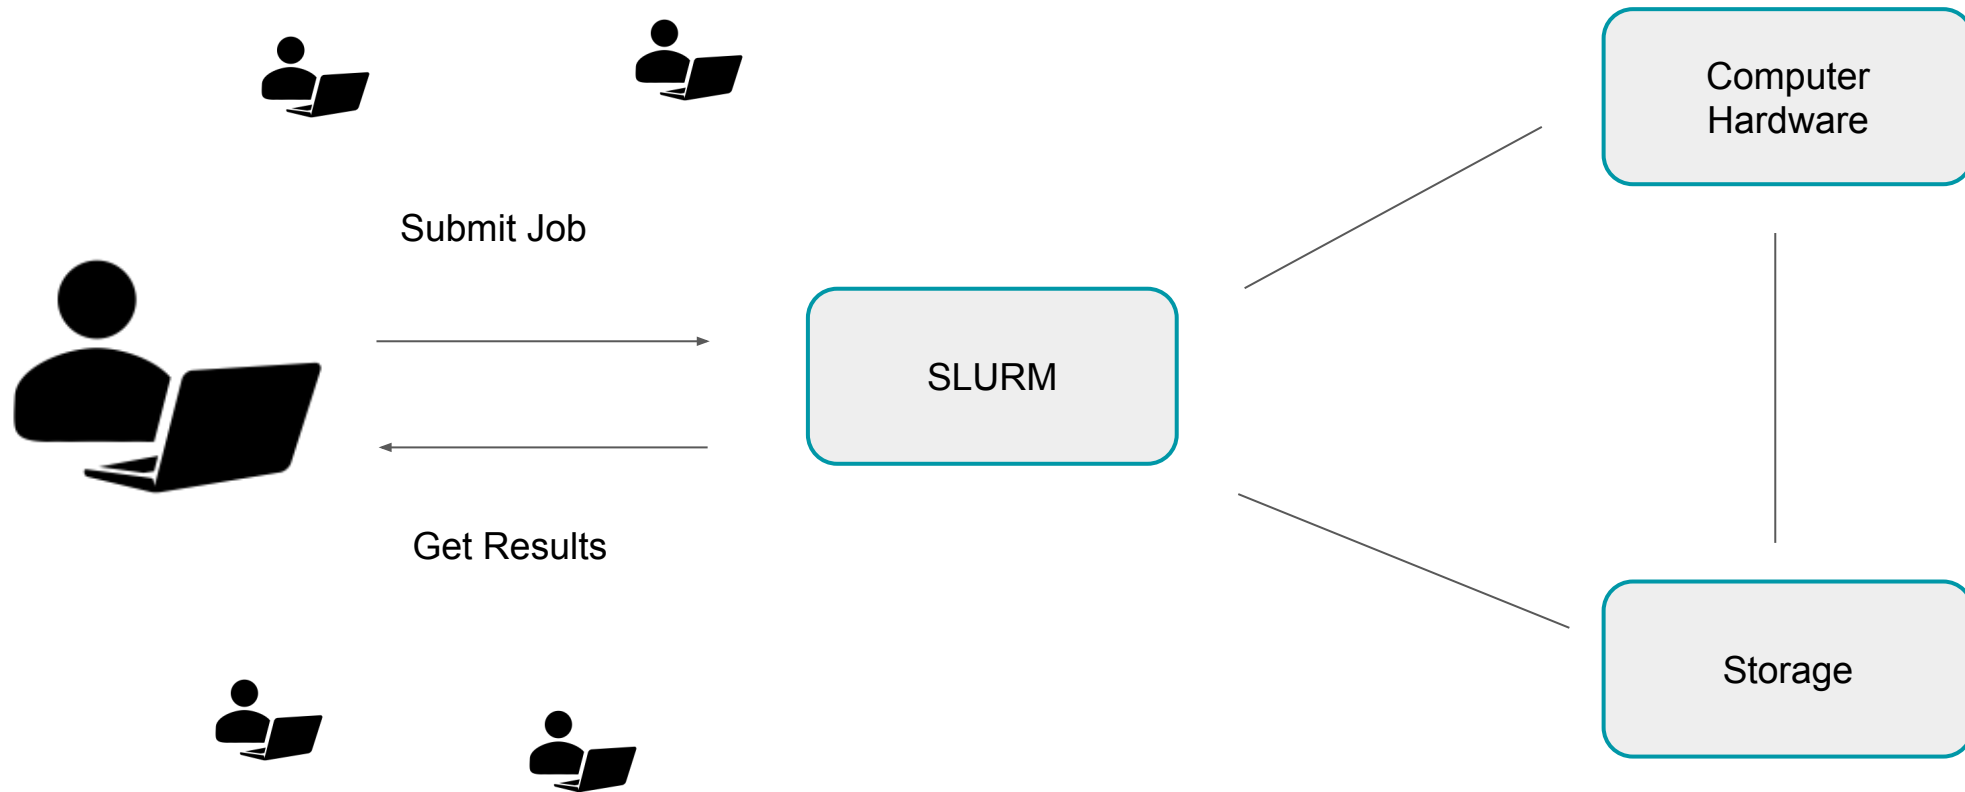 Submit Job
Get Results
SLURM
Computer
Hardware
Storage